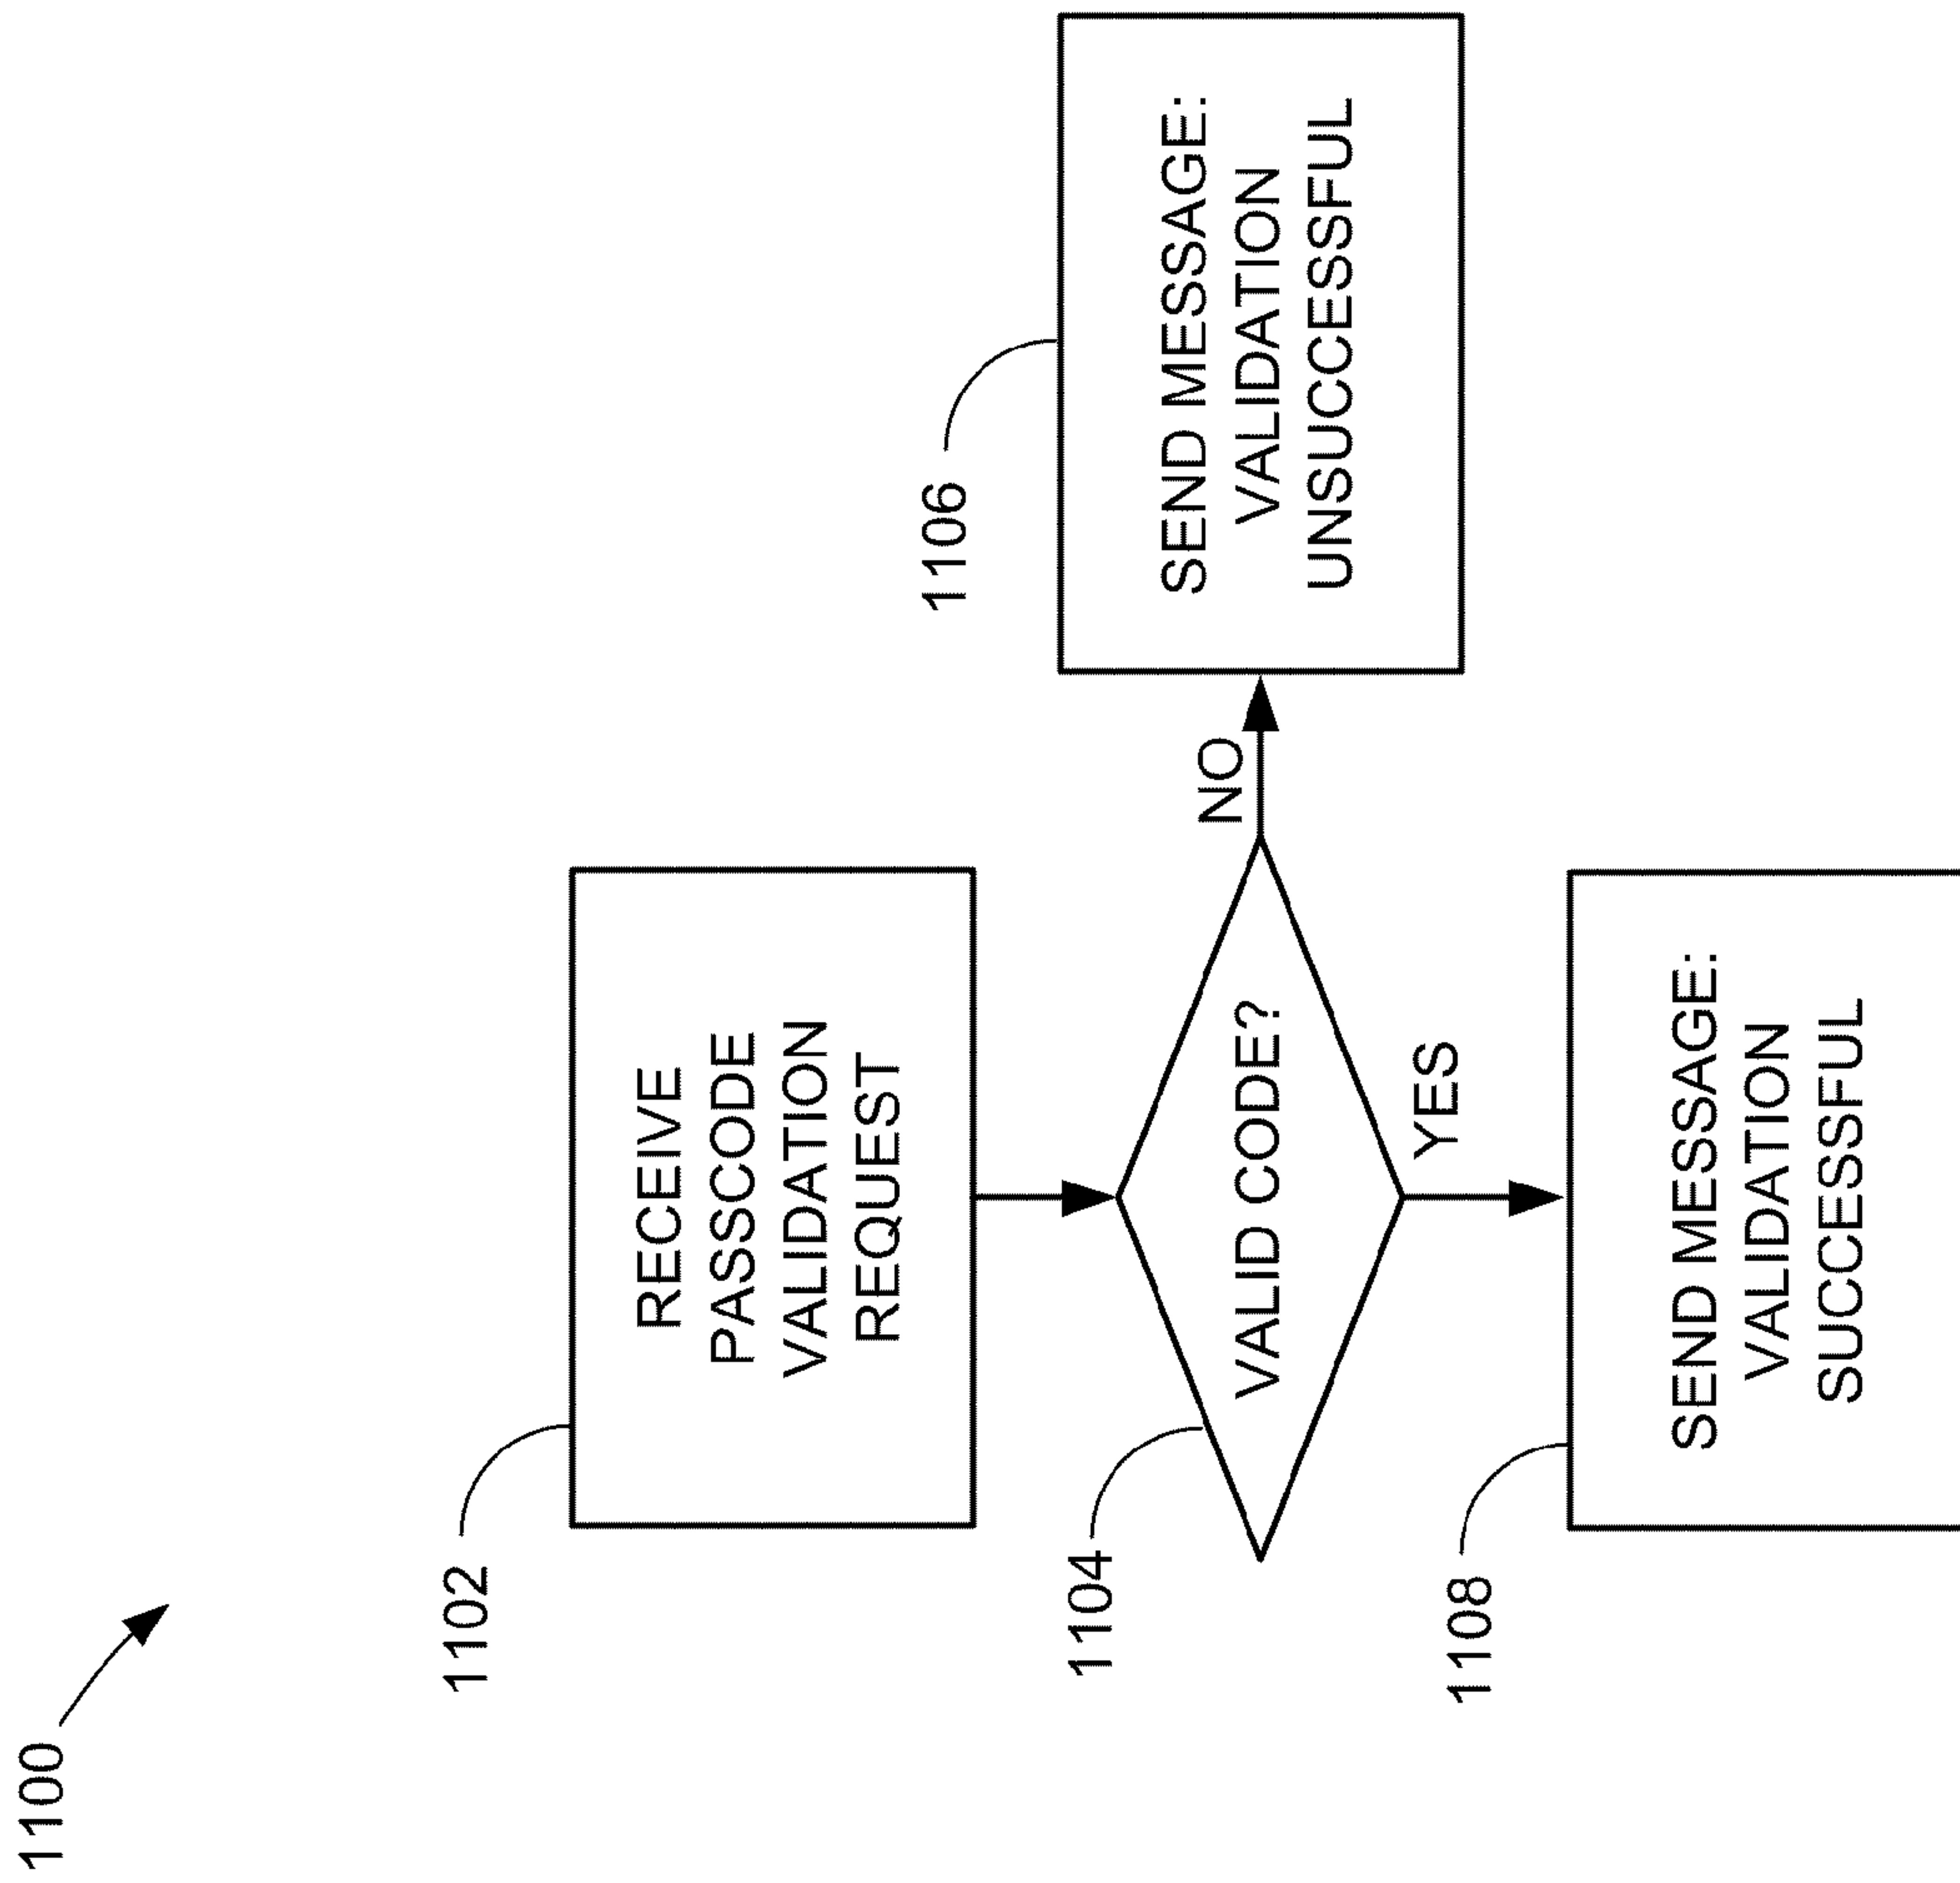 1100
1102
RECEIVE
PASSCODE
VALIDATION
REQUEST
1104
VALID CODE?
NO
YES
1106
SEND MESSAGE:
VALIDATION
UNSUCCESSFUL
1108
SEND MESSAGE:
VALIDATION
SUCCESSFUL